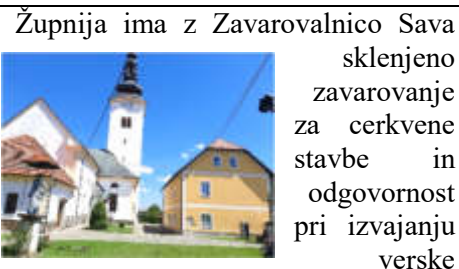 Župnija ima z Zavarovalnico Sava
sklenjeno
zavarovanje
za cerkvene
stavbe in
odgovornost
pri izvajanju
verske